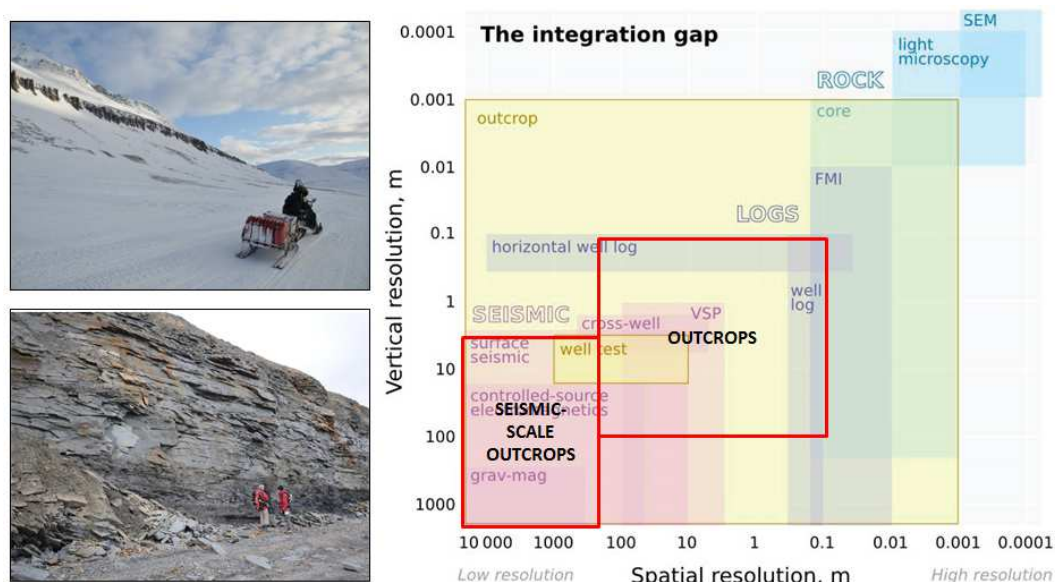 The integration gap
SEM
light
microscopy
ROCK
core
outcrop
FMI
LOGS
horizontal well log
well
log
SEISMIC
VSP
cross-well
OUTCROPS
surface
seismic
well test
controlled-source
electromagnetics
SEISMIC-
SCALE
OUTCROPS
grav-mag
Vertical resolution, m
0.0001
0.001
0.01
0.1
1
10
100
1000
10 000 1000 100 10 1 0.1 0.01 0.001 0.0001
Low resolution Spatial resolution, m High resolution